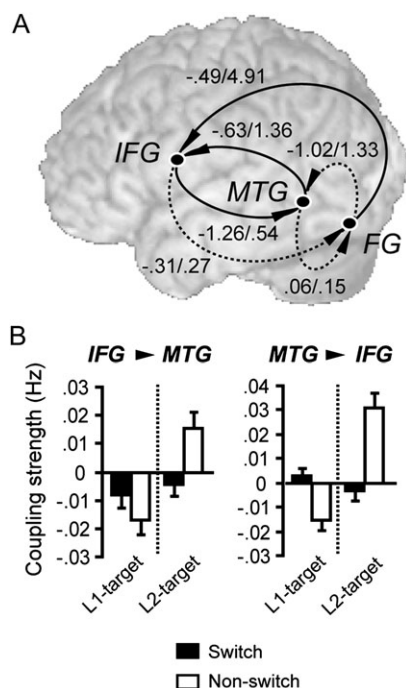 A
-.49/4.91
-.63/1.36
IFG
-1.02/1.33
MTG
FG
-1.26/.54
-.31/.27
.06/.15
B
IFG ► MTG
MTG ► IFG
Coupling strength (Hz)
.03
.02
.01
0
-.01
-.02
-.03
L1-target
L2-target
.04
.03
.02
.01
0
-.01
-.02
-.03
L1-target
L2-target
Switch
Non-switch